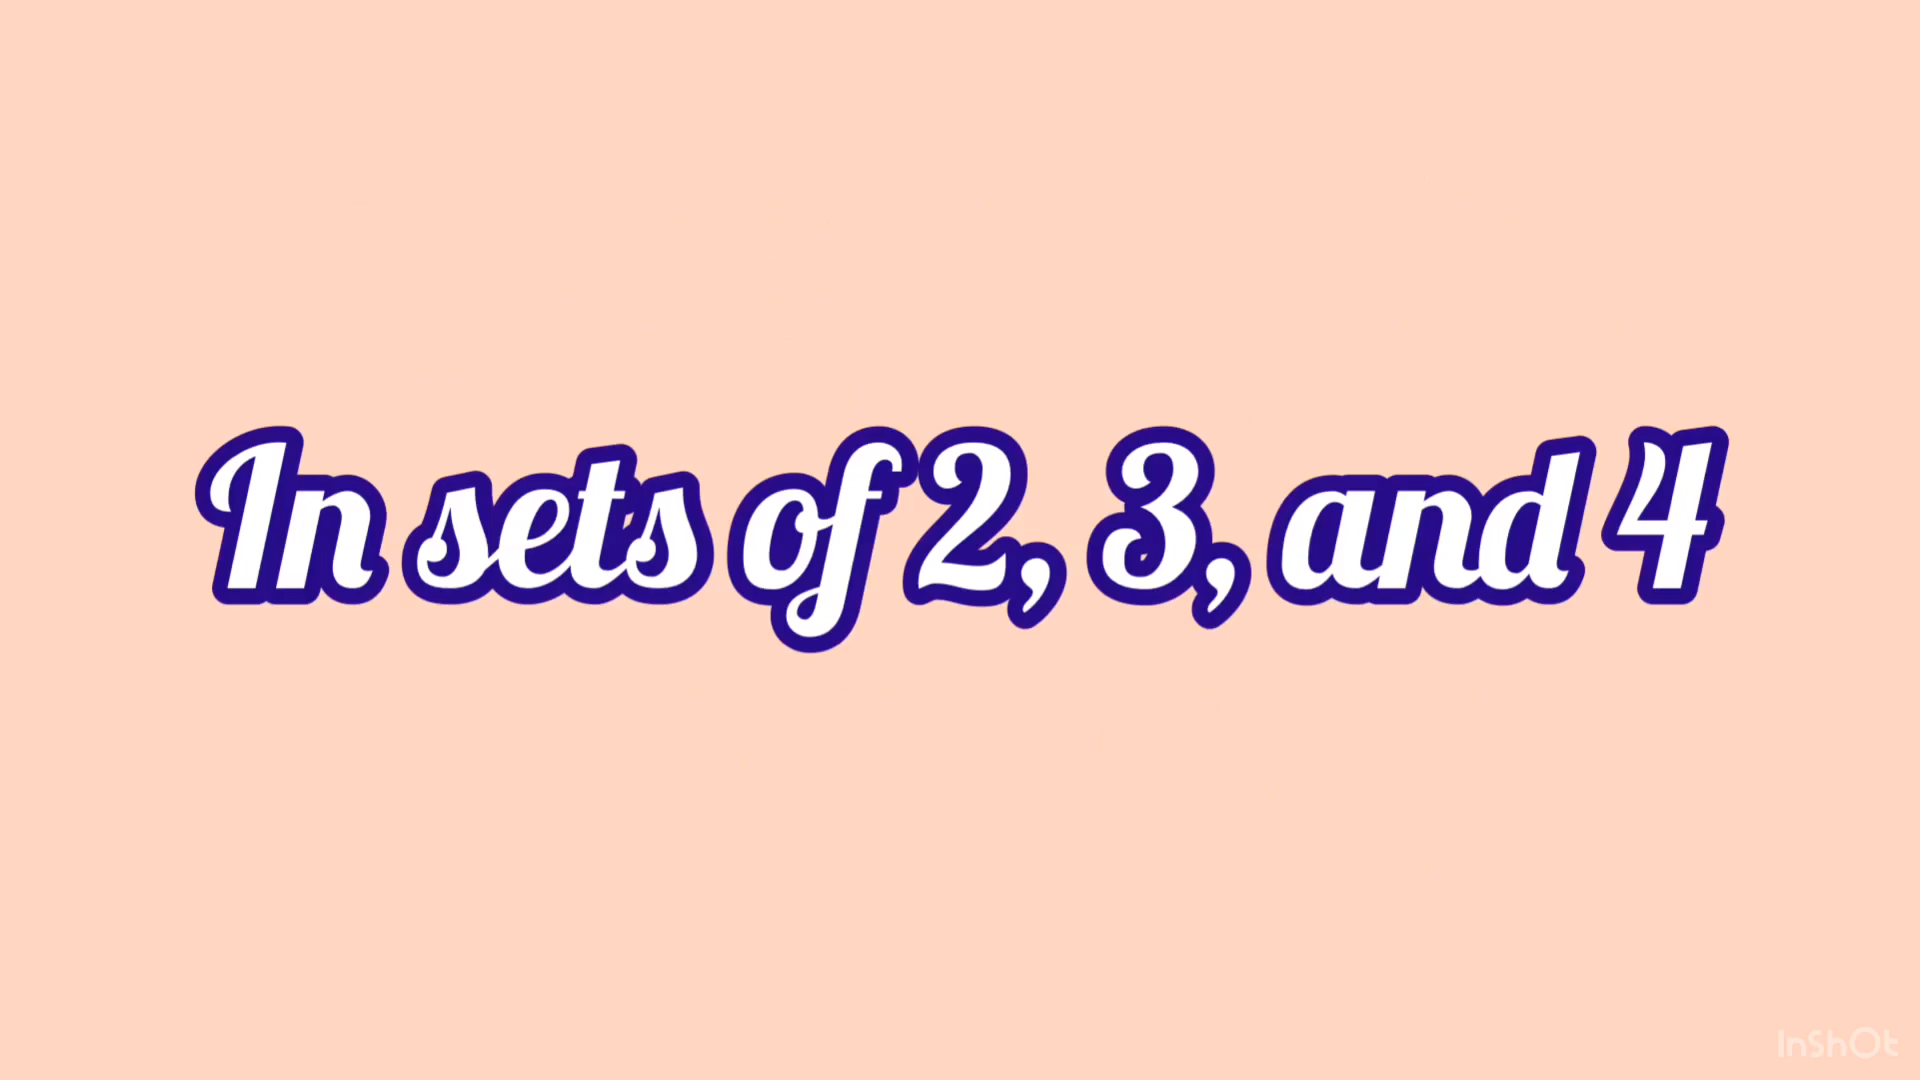 In sets of 2, 3, and 4
InShOt